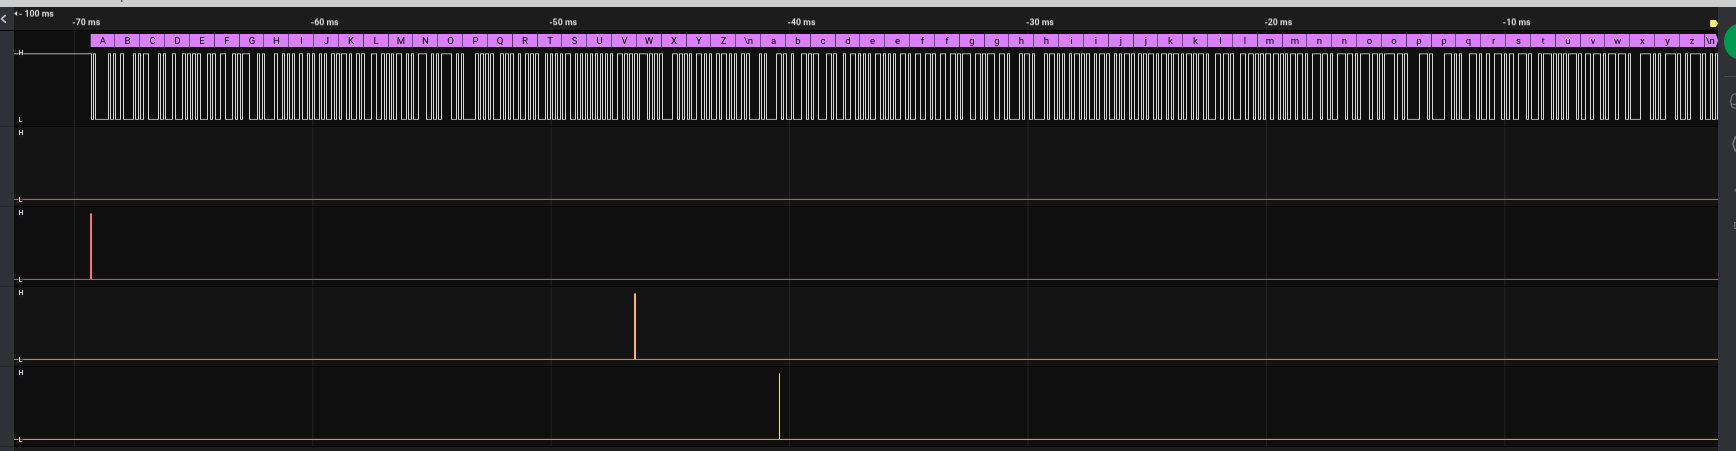 - 100 ms
-70 ms -60 ms -50 ms -40 ms -30 ms -20 ms -10 ms
A B C D E F G H I J K L M N O P Q R T S U V W X Y Z \n a b c d e e f f g g h h i i j j k k l l m m n n o o p p q r s t u v w x y z \n
H
L
H
L
H
L
H
L
H
L